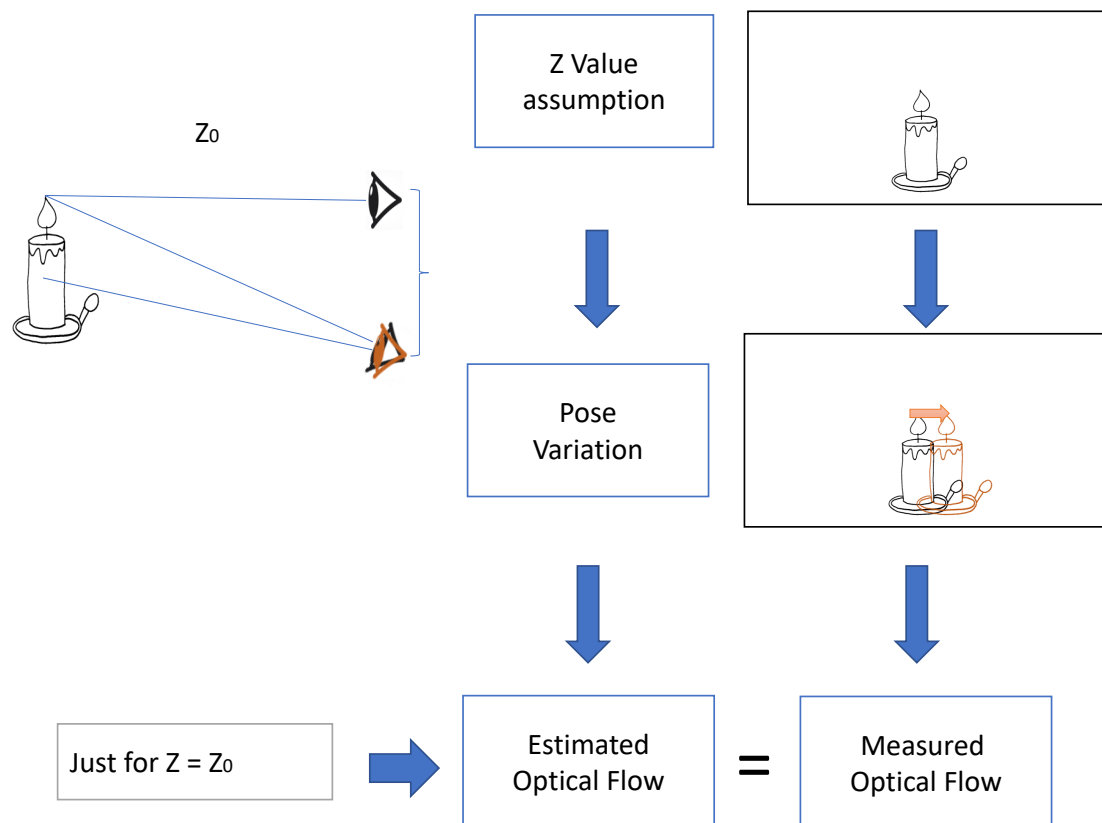 Z Value
assumption
Z₀
Pose
Variation
Just for Z = Z₀
Estimated
Optical Flow
=
Measured
Optical Flow